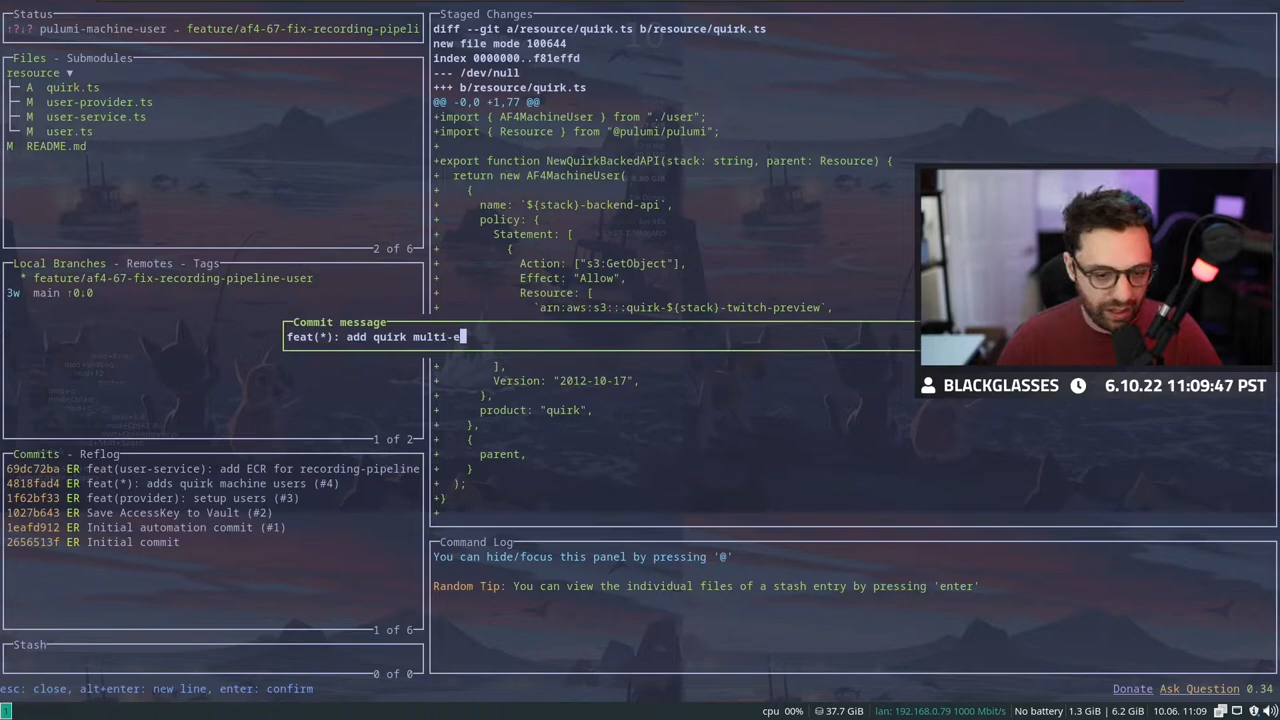 Status
↑?↓? pulumi-machine-user → feature/af4-67-fix-recording-pipeli
Files - Submodules
resource ▼
├─ A quirk.ts
├─ M user-provider.ts
├─ M user-service.ts
└─ M user.ts
M README.md
2 of 6
Local Branches - Remotes - Tags
* feature/af4-67-fix-recording-pipeline-user
3w main ↑0↓0
1 of 2
Commits - Reflog
69dc72ba ER feat(user-service): add ECR for recording-pipeline
4818fad4 ER feat(*): adds quirk machine users (#4)
1f62bf33 ER feat(provider): setup users (#3)
1027b643 ER Save AccessKey to Vault (#2)
1eafd912 ER Initial automation commit (#1)
2656513f ER Initial commit
1 of 6
Stash
0 of 0
Staged Changes
diff --git a/resource/quirk.ts b/resource/quirk.ts
new file mode 100644
index 0000000..f81effd
--- /dev/null
+++ b/resource/quirk.ts
@@ -0,0 +1,77 @@
+import { AF4MachineUser } from "./user";
+import { Resource } from "@pulumi/pulumi";
+
+export function NewQuirkBackedAPI(stack: string, parent: Resource) {
+  return new AF4MachineUser(
+    {
+      name: `${stack}-backend-api`,
+      policy: {
+        Statement: [
+          {
+            Action: ["s3:GetObject"],
+            Effect: "Allow",
+            Resource: [
+              `arn:aws:s3:::quirk-${stack}-twitch-preview`,
Commit message
feat(*): add quirk multi-e
+        ],
+        Version: "2012-10-17",
+      },
+      product: "quirk",
+    },
+    {
+      parent,
+    }
+  );
+}
+
Command Log
You can hide/focus this panel by pressing '@'
Random Tip: You can view the individual files of a stash entry by pressing 'enter'
BLACKGLASSES 6.10.22 11:09:47 PST
esc: close, alt+enter: new line, enter: confirm
Donate Ask Question 0.34
1
cpu 00% 37.7 GiB lan: 192.168.0.79 1000 Mbit/s No battery 1.3 GiB | 6.2 GiB 10.06. 11:09